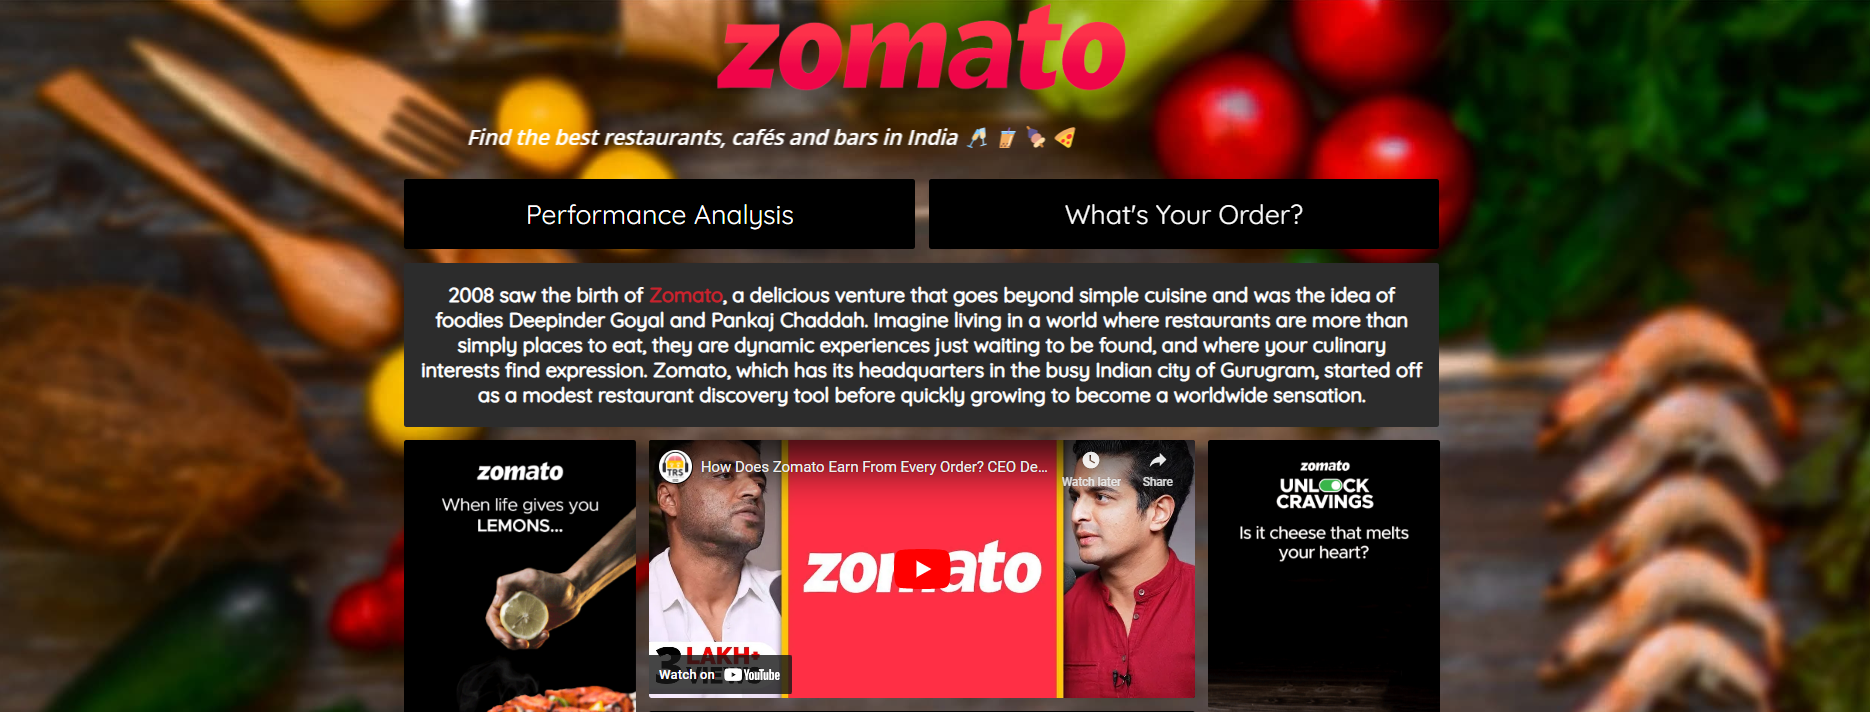 zomato
Find the best restaurants, cafés and bars in India 🥂 🧋 🍢 🍕
Performance Analysis
What's Your Order?
2008 saw the birth of Zomato, a delicious venture that goes beyond simple cuisine and was the idea of
foodies Deepinder Goyal and Pankaj Chaddah. Imagine living in a world where restaurants are more than
simply places to eat, they are dynamic experiences just waiting to be found, and where your culinary
interests find expression. Zomato, which has its headquarters in the busy Indian city of Gurugram, started off
as a modest restaurant discovery tool before quickly growing to become a worldwide sensation.
zomato
When life gives you
LEMONS...
TRS
How Does Zomato Earn From Every Order? CEO De...
Watch later
Share
zomato
3 LAKH+
VIEWS
Watch on YouTube
zomato
UNLOCK
CRAVINGS
Is it cheese that melts
your heart?